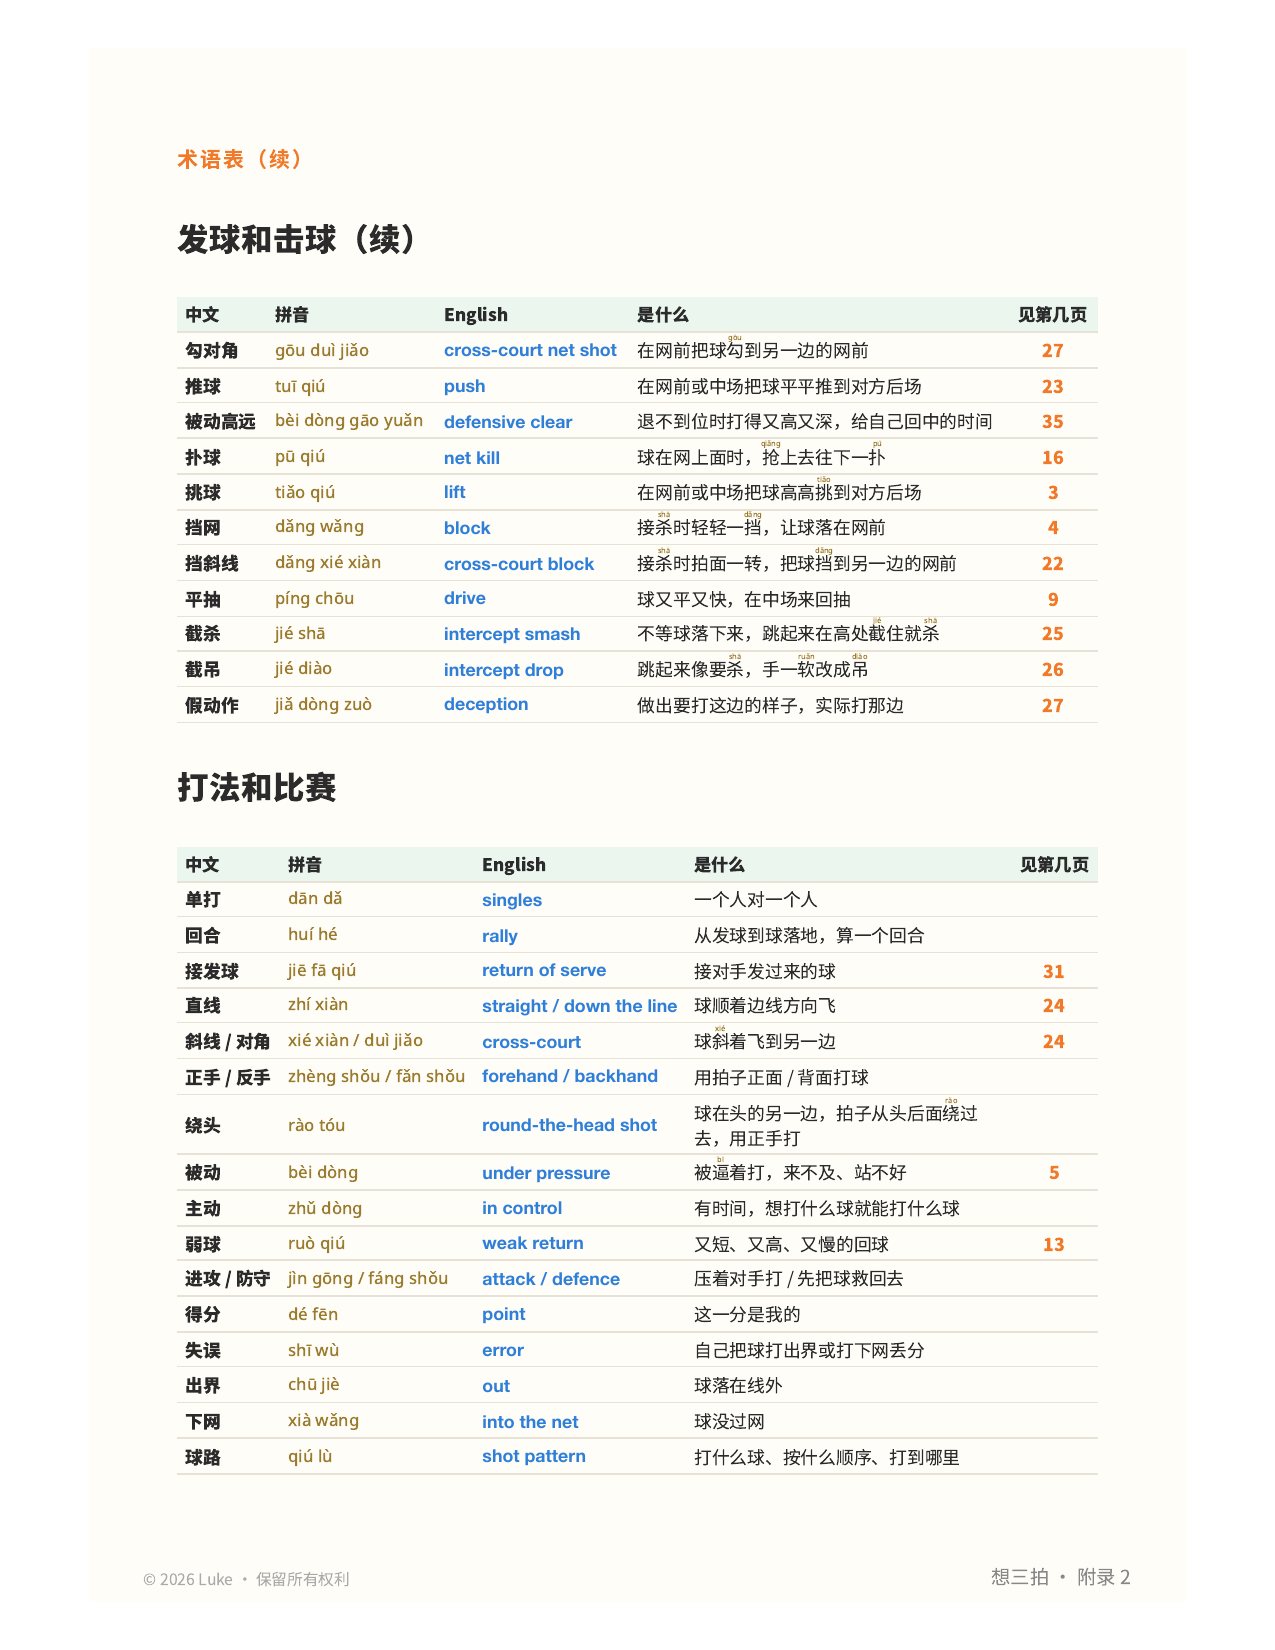 术语表（续）
发球和击球（续）
中文 拼音 English 是什么 见第几页
gōu
勾对角 gōu duì jiǎo cross-court net shot 在网前把球勾到另一边的网前 27
推球 tuī qiú push 在网前或中场把球平平推到对方后场 23
被动高远 bèi dòng gāo yuǎn defensive clear 退不到位时打得又高又深，给自己回中的时间 35
qiǎng pū
扑球 pū qiú net kill 球在网上面时，抢上去往下一扑 16
tiǎo
挑球 tiǎo qiú lift 在网前或中场把球高高挑到对方后场 3
shā dǎng
挡网 dǎng wǎng block 接杀时轻轻一挡，让球落在网前 4
shā dǎng
挡斜线 dǎng xié xiàn cross-court block 接杀时拍面一转，把球挡到另一边的网前 22
平抽 píng chōu drive 球又平又快，在中场来回抽 9
jié shā
截杀 jié shā intercept smash 不等球落下来，跳起来在高处截住就杀 25
shā ruǎn diào
截吊 jié diào intercept drop 跳起来像要杀，手一软改成吊 26
假动作 jiǎ dòng zuò deception 做出要打这边的样子，实际打那边 27
打法和比赛
中文 拼音 English 是什么 见第几页
单打 dān dǎ singles 一个人对一个人
回合 huí hé rally 从发球到球落地，算一个回合
接发球 jiē fā qiú return of serve 接对手发过来的球 31
直线 zhí xiàn straight / down the line 球顺着边线方向飞 24
xié
斜线 / 对角 xié xiàn / duì jiǎo cross-court 球斜着飞到另一边 24
正手 / 反手 zhèng shǒu / fǎn shǒu forehand / backhand 用拍子正面 / 背面打球
rào
绕头 rào tóu round-the-head shot 球在头的另一边，拍子从头后面绕过
去，用正手打
bī
被动 bèi dòng under pressure 被逼着打，来不及、站不好 5
主动 zhǔ dòng in control 有时间，想打什么球就能打什么球
弱球 ruò qiú weak return 又短、又高、又慢的回球 13
进攻 / 防守 jìn gōng / fáng shǒu attack / defence 压着对手打 / 先把球救回去
得分 dé fēn point 这一分是我的
失误 shī wù error 自己把球打出界或打下网丢分
出界 chū jiè out 球落在线外
下网 xià wǎng into the net 球没过网
球路 qiú lù shot pattern 打什么球、按什么顺序、打到哪里
© 2026 Luke · 保留所有权利
想三拍 · 附录 2